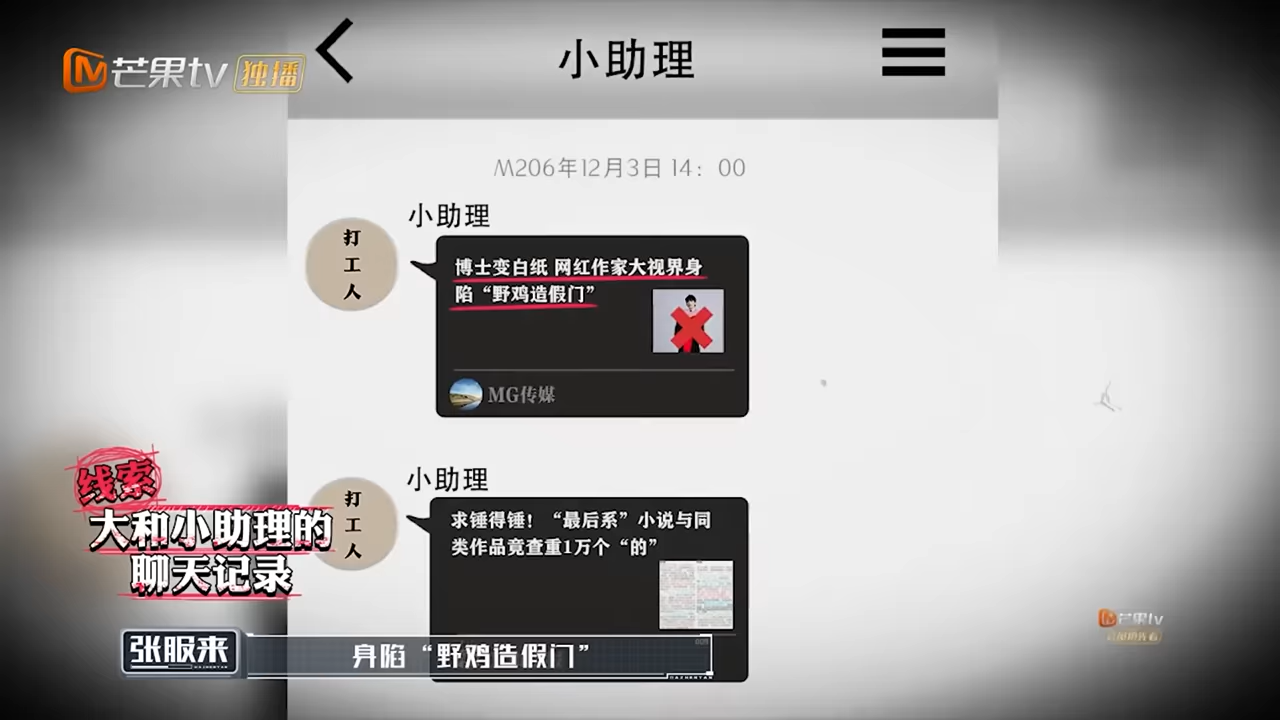 芒果tv 独播
小助理
M206年12月3日 14：00
小助理
打工人
博士变白纸 网红作家大视界身
陷“野鸡造假门”
MG传媒
小助理
打工人
求锤得锤！“最后系”小说与同
类作品竟查重1万个“的”
线索
大和小助理的
聊天记录
芒果tv
张服来
身陷“野鸡造假门”